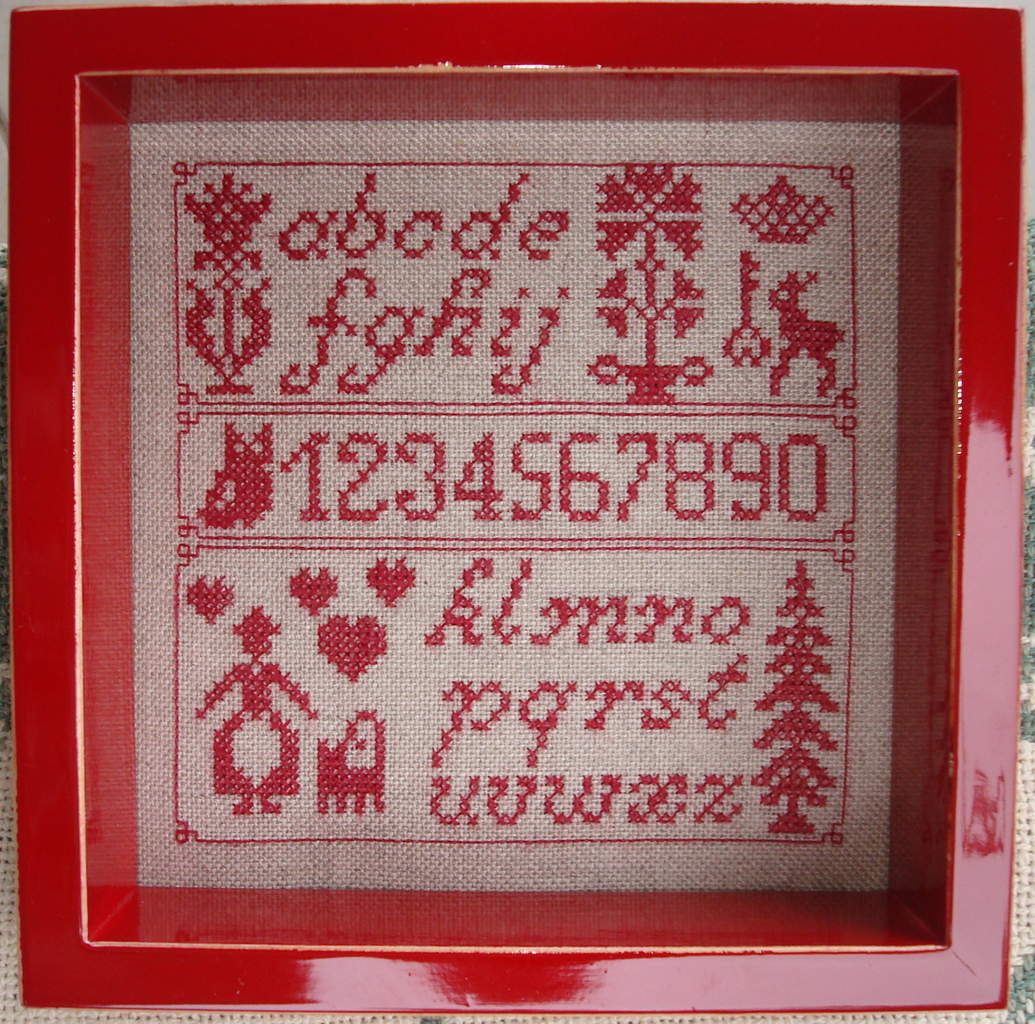 abcde
fghij
1234567890
klmno
pqrst
uvwxz